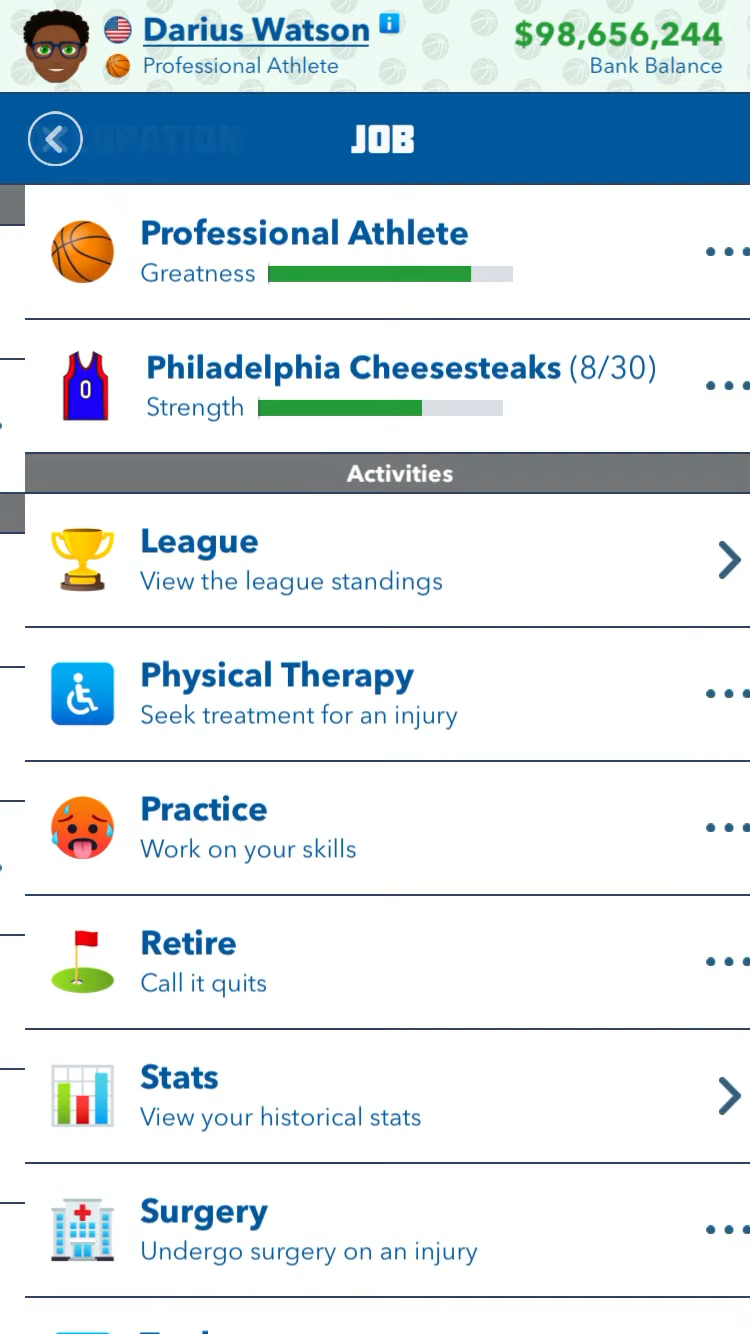 Darius Watson
$98,656,244
Professional Athlete
Bank Balance
JOB
Professional Athlete
Greatness
0
Philadelphia Cheesesteaks (8/30)
Strength
Activities
League
View the league standings
Physical Therapy
Seek treatment for an injury
Practice
Work on your skills
Retire
Call it quits
Stats
View your historical stats
Surgery
Undergo surgery on an injury